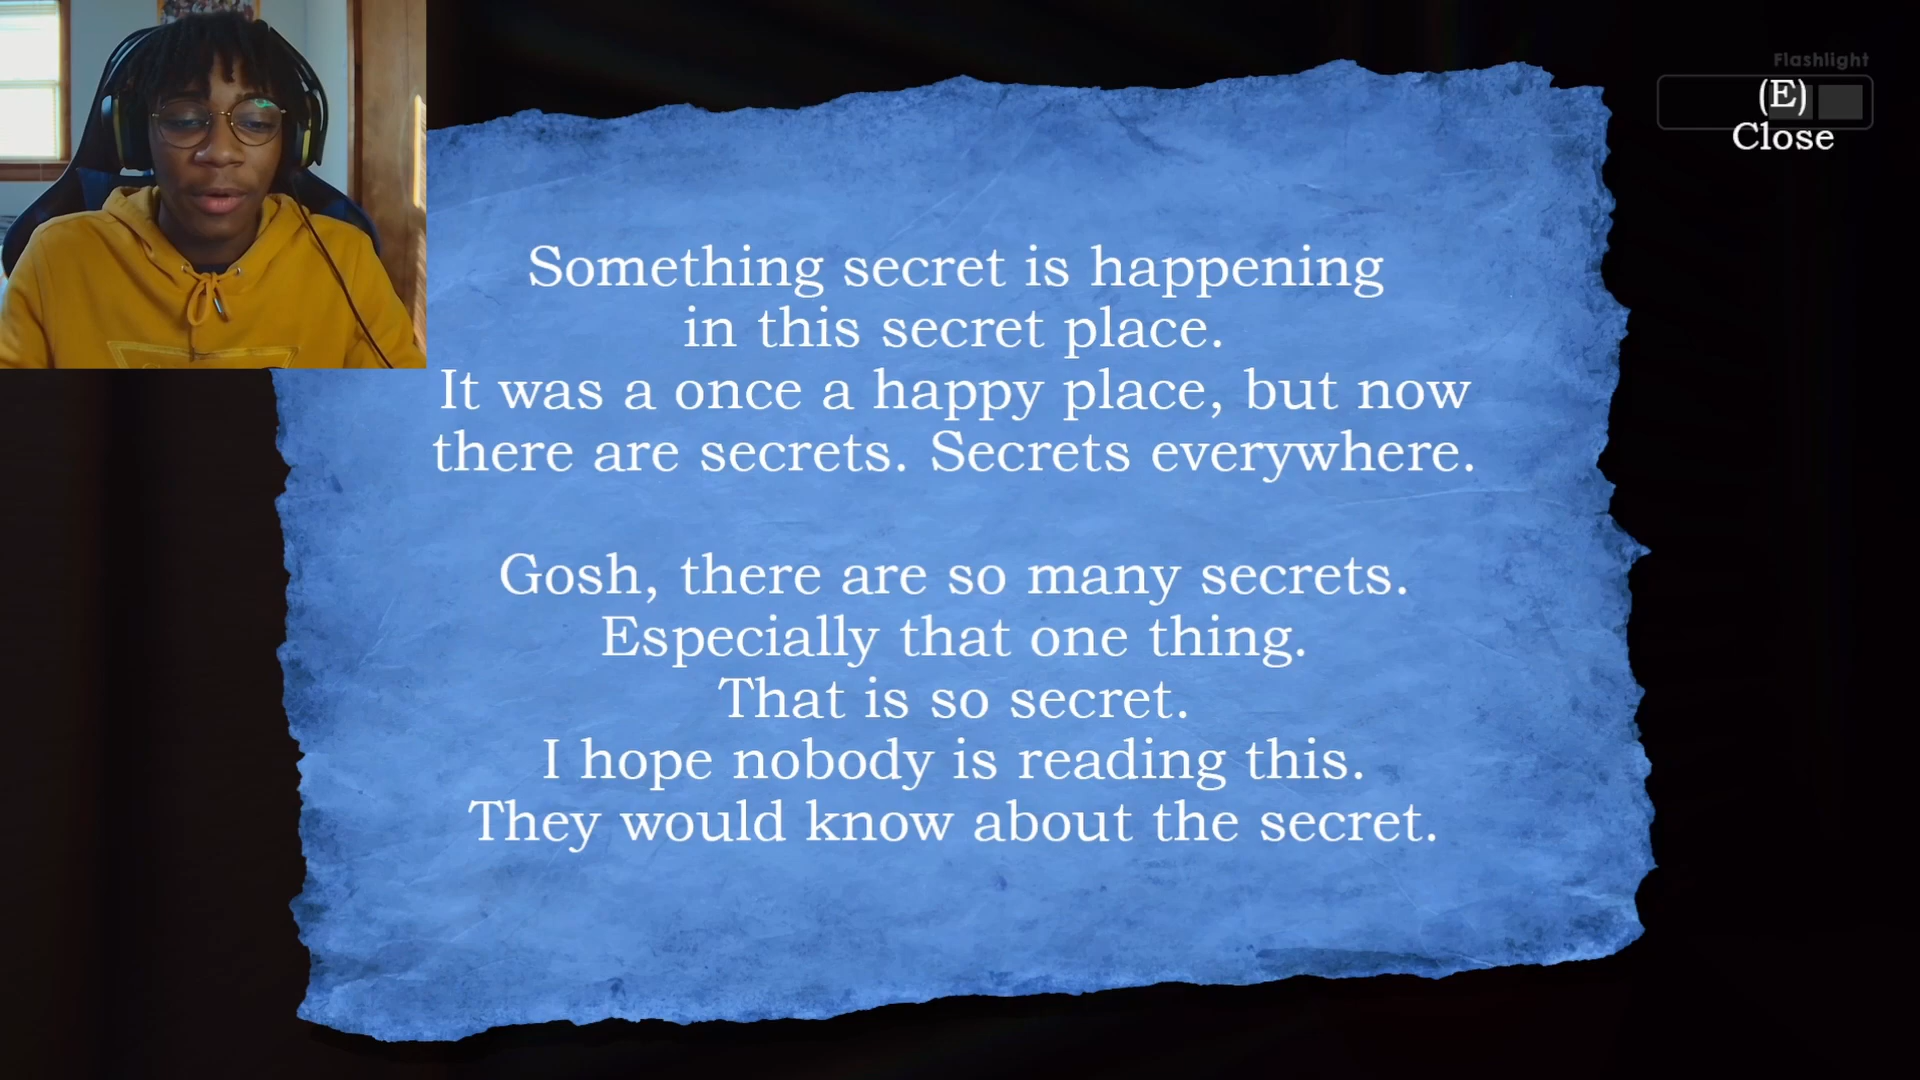 Flashlight
(E)
Close
Something secret is happening
in this secret place.
It was a once a happy place, but now
there are secrets. Secrets everywhere.
Gosh, there are so many secrets.
Especially that one thing.
That is so secret.
I hope nobody is reading this.
They would know about the secret.